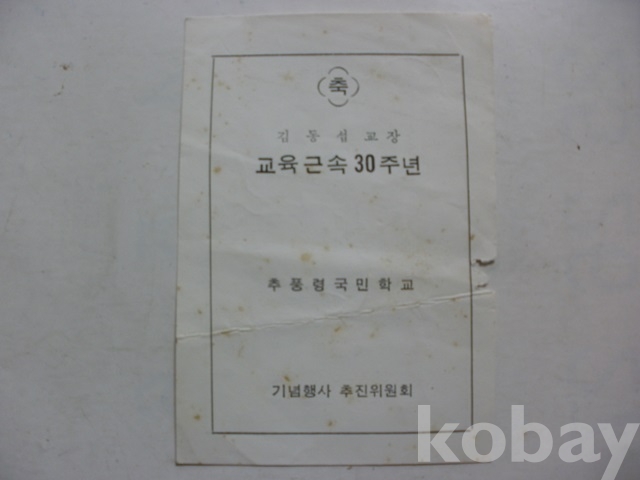 축
김동섭 교장
교육근속 30주년
추풍령국민학교
기념행사 추진위원회
kobay